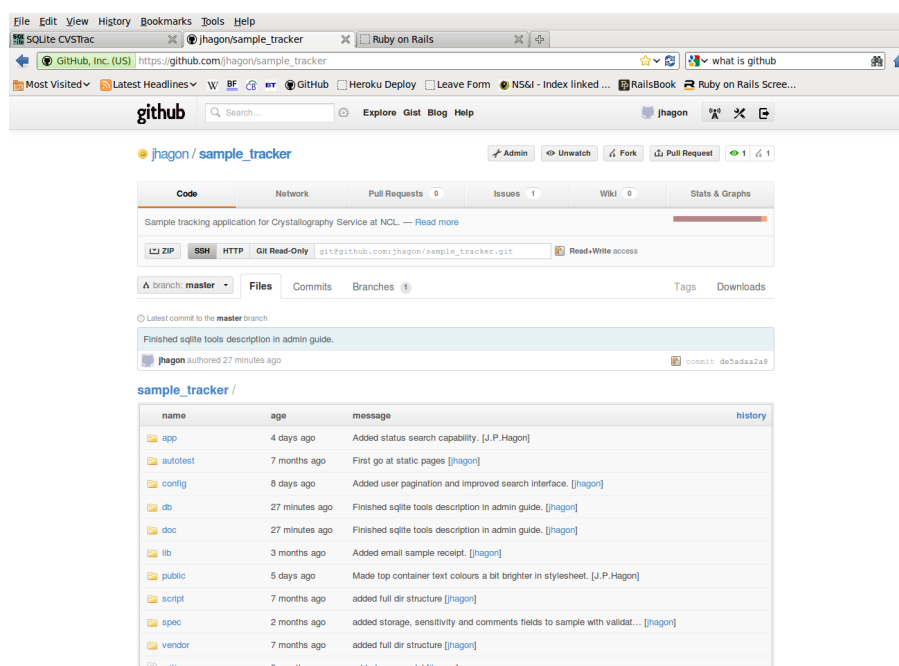 File Edit View History Bookmarks Tools Help
SQLite CVSTrac jhagon/sample_tracker Ruby on Rails
GitHub, Inc. (US) https://github.com/jhagon/sample_tracker what is github
Most Visited Latest Headlines W BF BT GitHub Heroku Deploy Leave Form NS&I - Index linked ... RailsBook Ruby on Rails Scree...
github Search... Explore Gist Blog Help jhagon
jhagon / sample_tracker Admin Unwatch Fork Pull Request 1 1
Code Network Pull Requests 0 Issues 1 Wiki 0 Stats & Graphs
Sample tracking application for Crystallography Service at NCL. — Read more
ZIP SSH HTTP Git Read-Only git@github.com:jhagon/sample_tracker.git Read+Write access
branch: master Files Commits Branches 1 Tags Downloads
Latest commit to the master branch
Finished sqlite tools description in admin guide.
jhagon authored 27 minutes ago commit de5adaa2a8
sample_tracker /
name age message history
app 4 days ago Added status search capability. [J.P.Hagon]
autotest 7 months ago First go at static pages [jhagon]
config 8 days ago Added user pagination and improved search interface. [jhagon]
db 27 minutes ago Finished sqlite tools description in admin guide. [jhagon]
doc 27 minutes ago Finished sqlite tools description in admin guide. [jhagon]
lib 3 months ago Added email sample receipt. [jhagon]
public 5 days ago Made top container text colours a bit brighter in stylesheet. [J.P.Hagon]
script 7 months ago added full dir structure [jhagon]
spec 2 months ago added storage, sensitivity and comments fields to sample with validat... [jhagon]
vendor 7 months ago added full dir structure [jhagon]